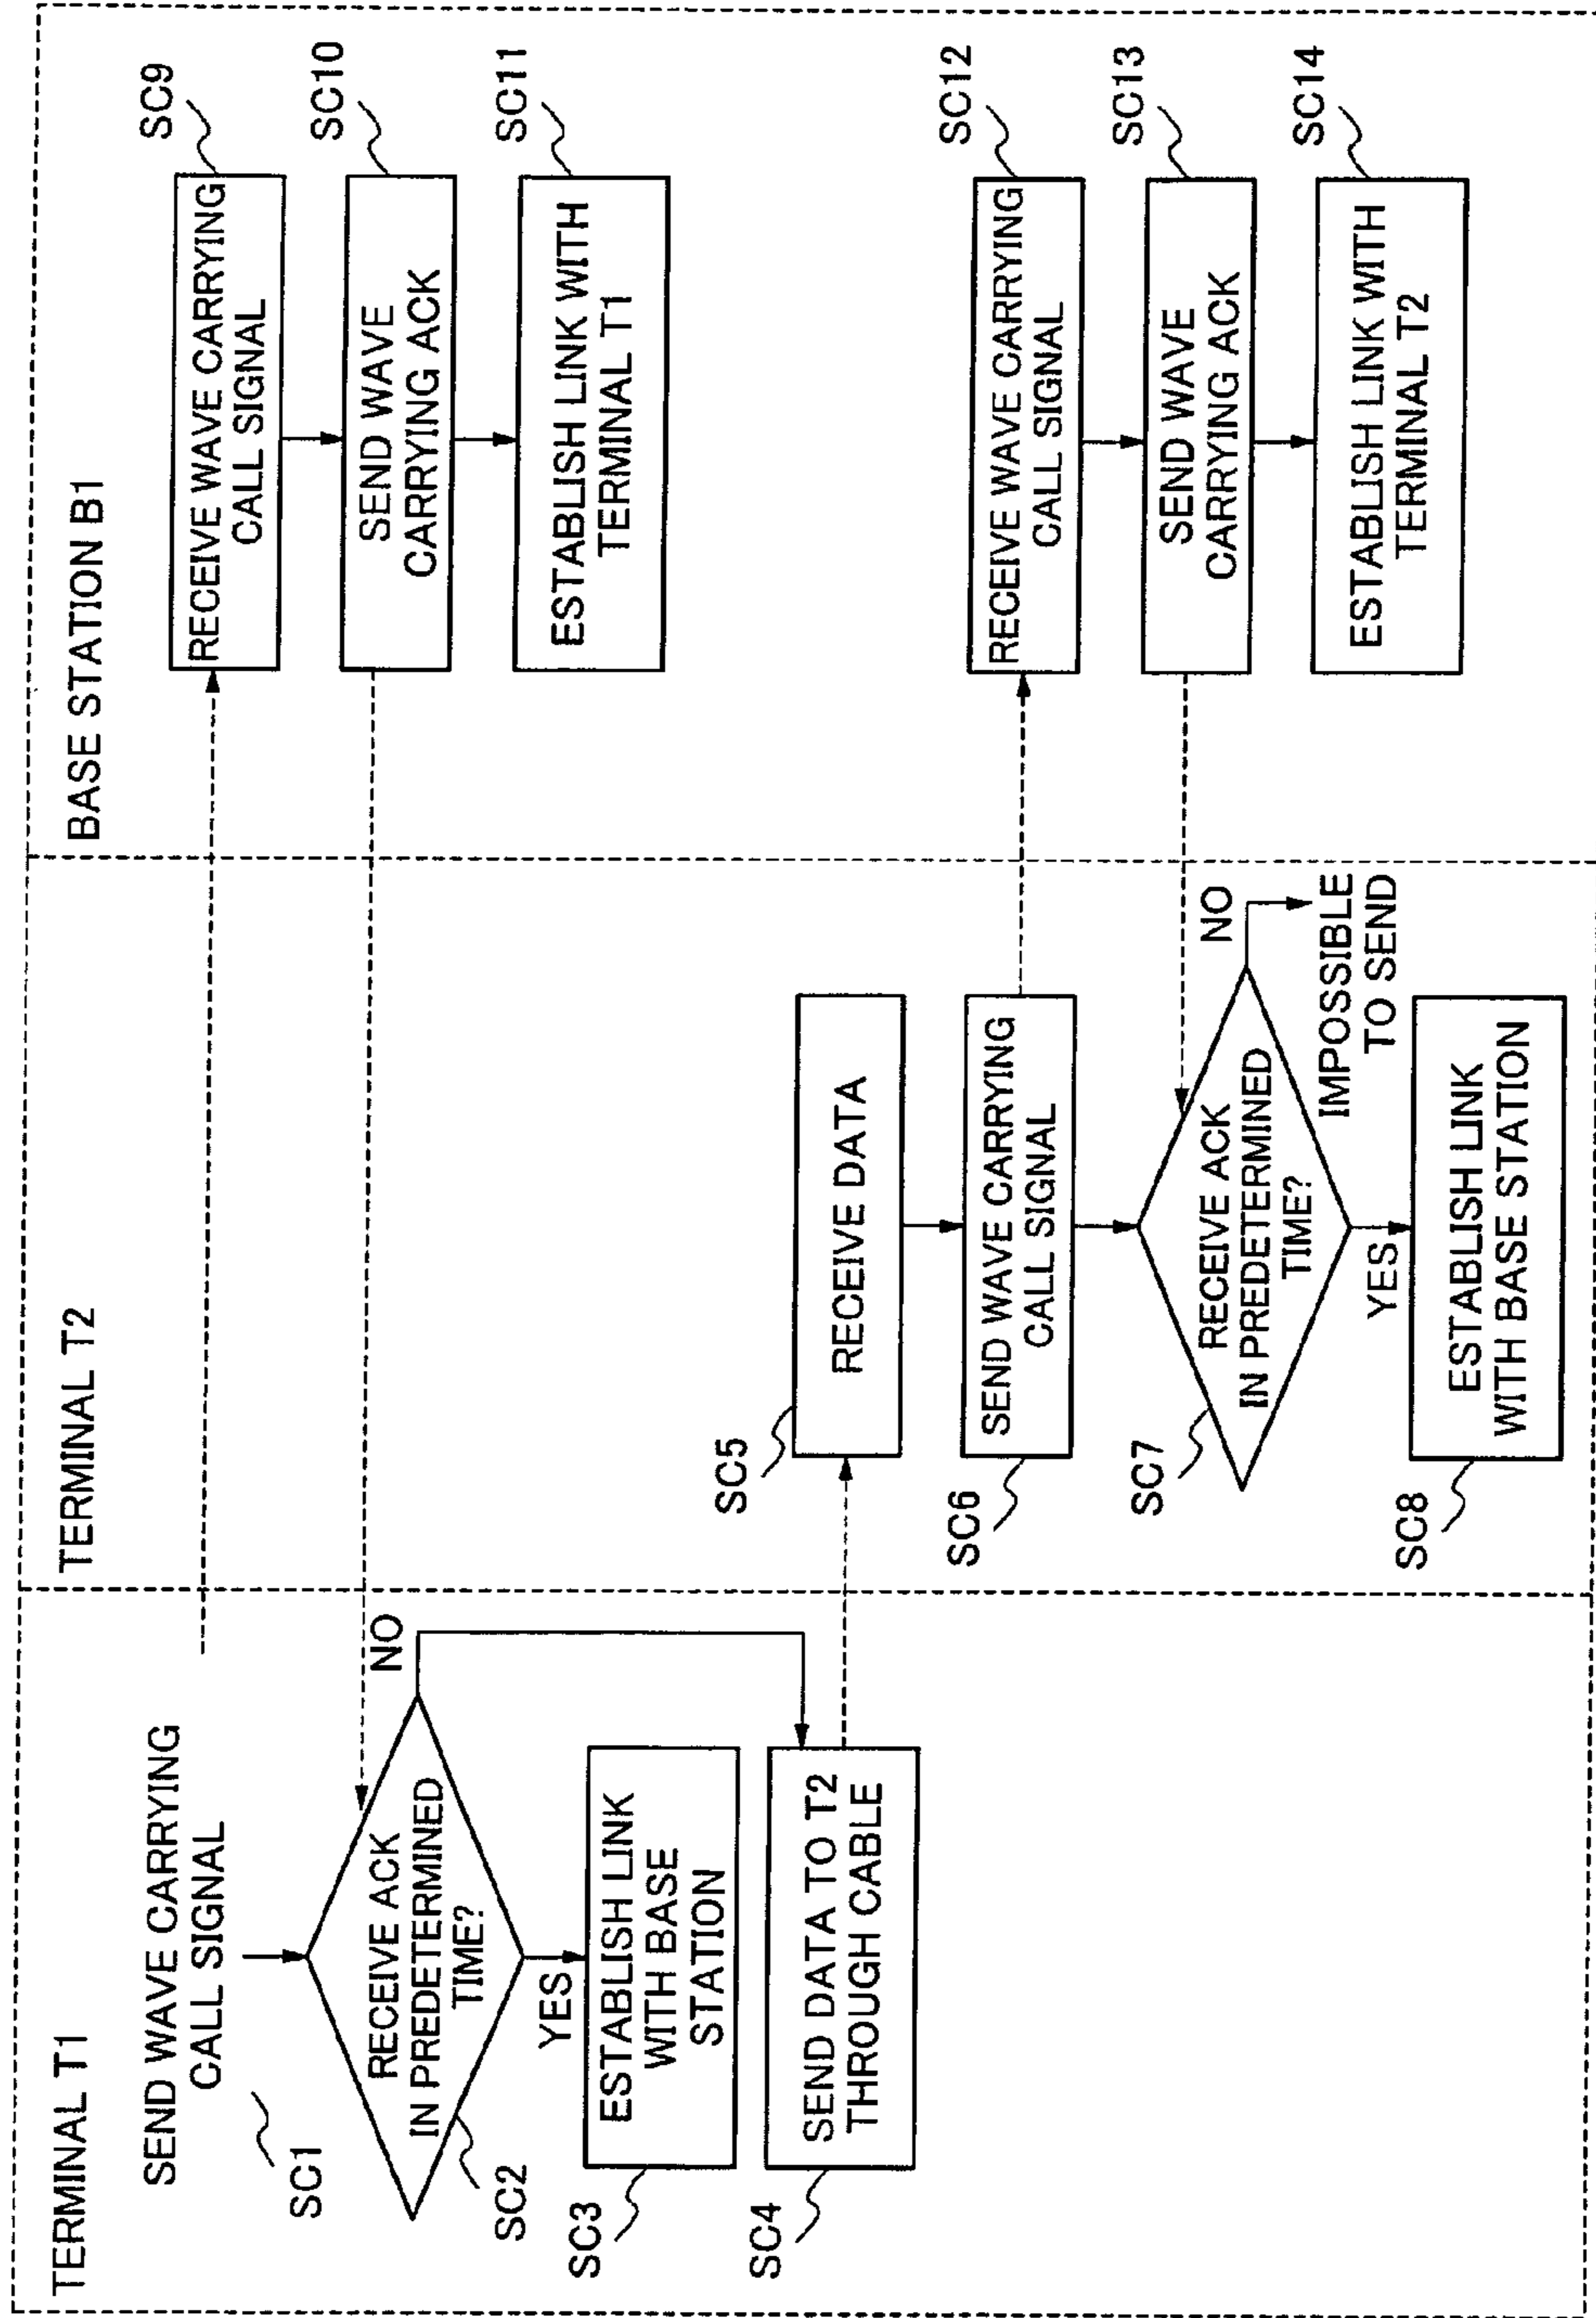 TERMINAL T1
SEND WAVE CARRYING
CALL SIGNAL
SC1
RECEIVE ACK
IN PREDETERMINED
TIME?
SC2
NO
YES
ESTABLISH LINK
WITH BASE
STATION
SC3
SEND DATA TO T2
THROUGH CABLE
SC4
TERMINAL T2
SC5
RECEIVE DATA
SEND WAVE CARRYING
CALL SIGNAL
SC6
RECEIVE ACK
IN PREDETERMINED
TIME?
SC7
NO
IMPOSSIBLE
TO SEND
YES
ESTABLISH LINK
WITH BASE STATION
SC8
BASE STATION B1
SC9
RECEIVE WAVE CARRYING
CALL SIGNAL
SC10
SEND WAVE
CARRYING ACK
SC11
ESTABLISH LINK WITH
TERMINAL T1
SC12
RECEIVE WAVE CARRYING
CALL SIGNAL
SC13
SEND WAVE
CARRYING ACK
SC14
ESTABLISH LINK WITH
TERMINAL T2